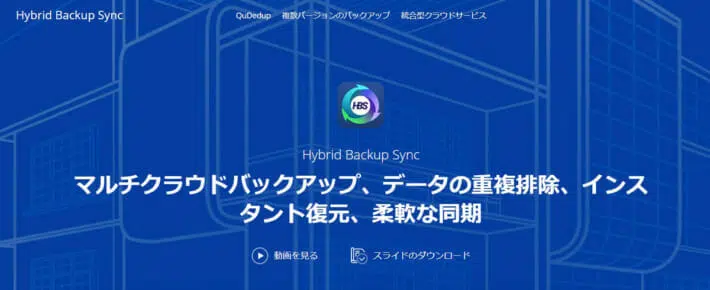 Hybrid Backup Sync
QuDedup 複数バージョンのバックアップ 統合型クラウドサービス
HBS
Hybrid Backup Sync
マルチクラウドバックアップ、データの重複排除、インス
タント復元、柔軟な同期
動画を見る スライドのダウンロード